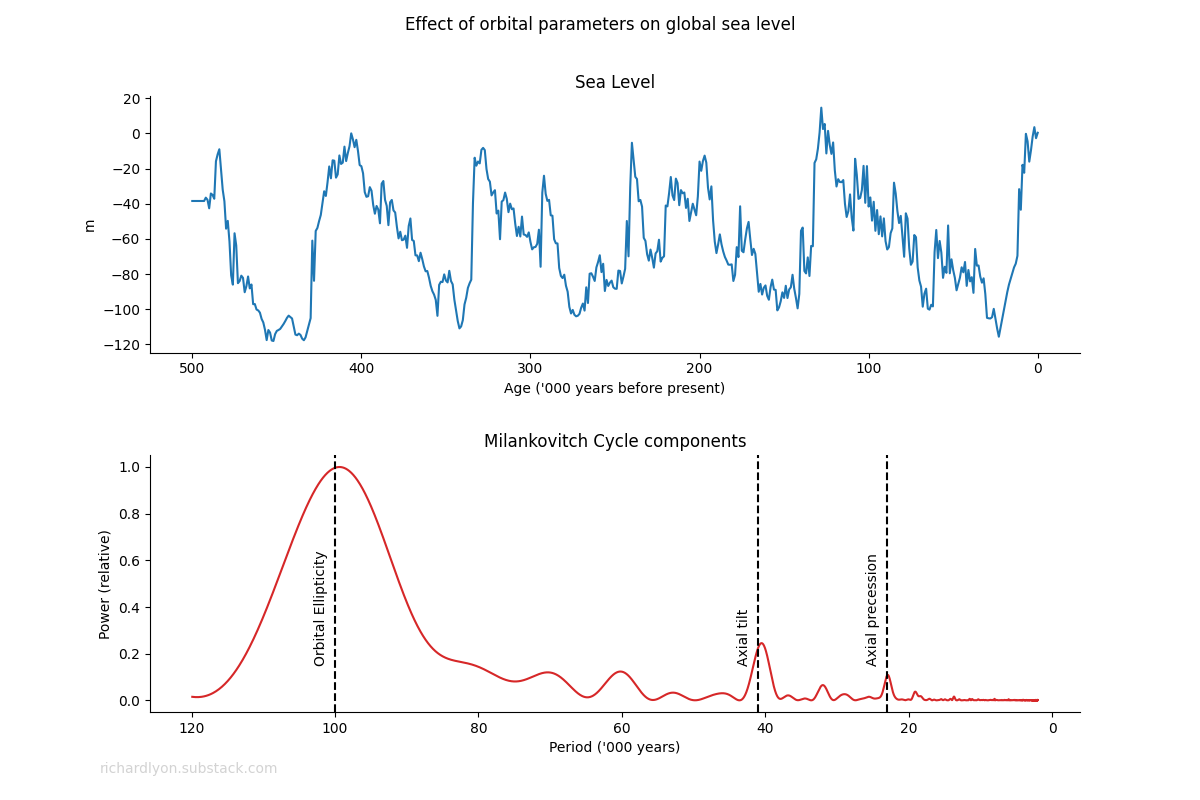 Effect of orbital parameters on global sea level
Sea Level
20
0
−20
−40
−60
−80
−100
−120
m
500
400
300
200
100
0
Age ('000 years before present)
Milankovitch Cycle components
1.0
0.8
0.6
0.4
0.2
0.0
Power (relative)
Orbital Ellipticity
Axial tilt
Axial precession
120
100
80
60
40
20
0
Period ('000 years)
richardlyon.substack.com